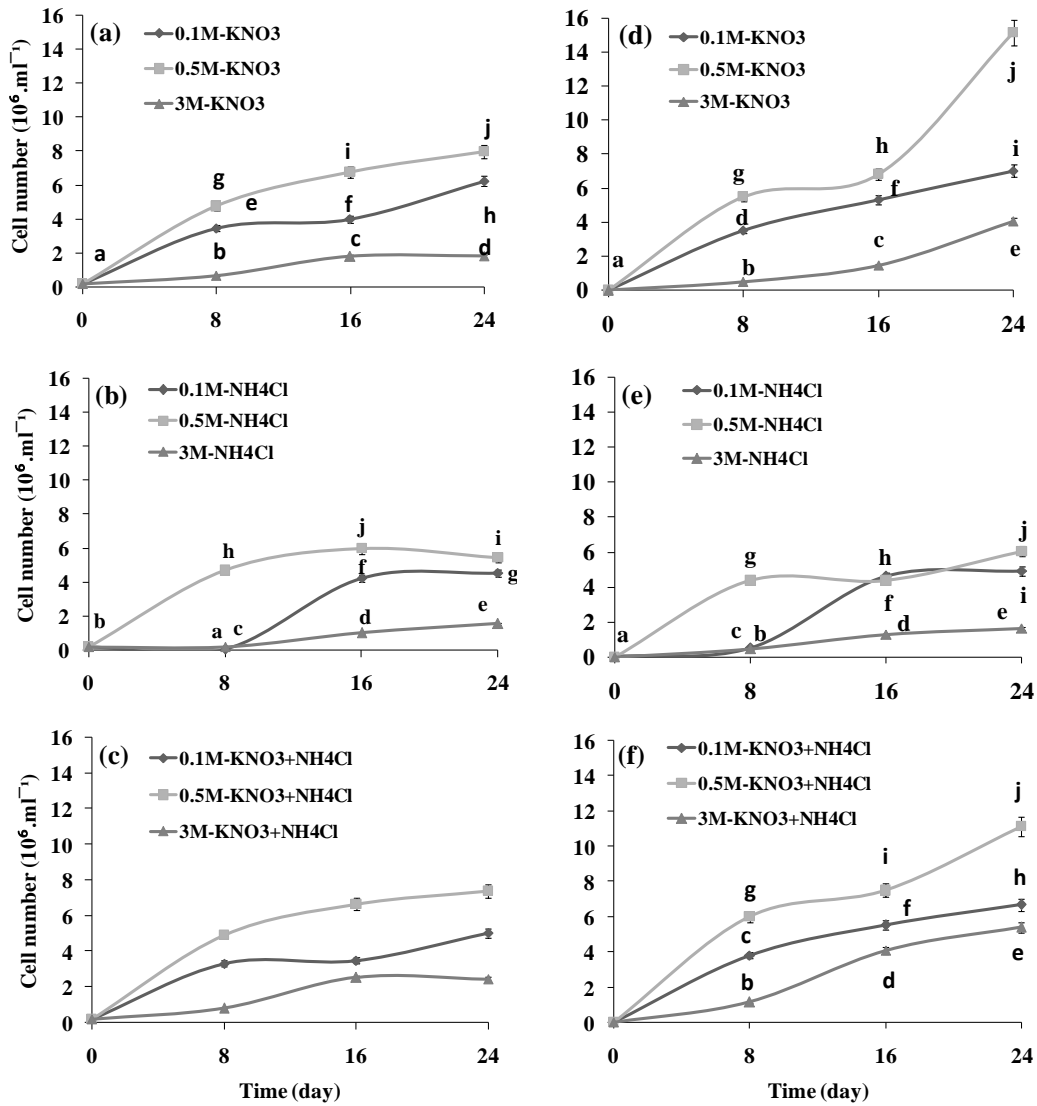 (a)
0.1M-KNO3
0.5M-KNO3
3M-KNO3
Cell number (10⁶.ml¯¹)
16
14
12
10
8
6
4
2
0
a
g
e
b
i
f
c
j
h
d
0
8
16
24
(d)
0.1M-KNO3
0.5M-KNO3
3M-KNO3
16
14
12
10
8
6
4
2
0
a
g
d
b
h
f
c
j
i
e
0
8
16
24
(b)
0.1M-NH4Cl
0.5M-NH4Cl
3M-NH4Cl
Cell number (10⁶.ml¯¹)
16
14
12
10
8
6
4
2
0
b
h
a
c
j
f
d
i
g
e
0
8
16
24
(e)
0.1M-NH4Cl
0.5M-NH4Cl
3M-NH4Cl
16
14
12
10
8
6
4
2
0
a
g
c
b
h
f
d
j
i
e
0
8
16
24
(c)
0.1M-KNO3+NH4Cl
0.5M-KNO3+NH4Cl
3M-KNO3+NH4Cl
Cell number (10⁶.ml¯¹)
16
14
12
10
8
6
4
2
0
0
8
16
24
Time (day)
(f)
0.1M-KNO3+NH4Cl
0.5M-KNO3+NH4Cl
3M-KNO3+NH4Cl
16
14
12
10
8
6
4
2
0
g
c
b
i
f
d
j
h
e
0
8
16
24
Time (day)